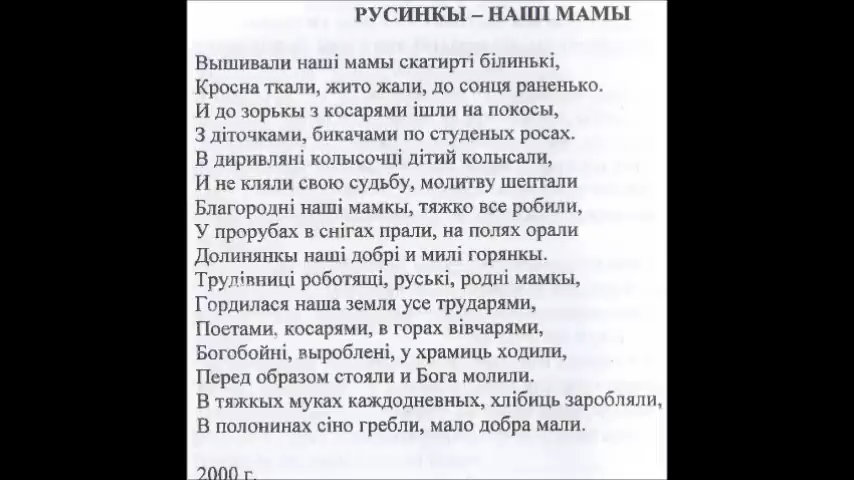 РУСИНКЫ – НАШІ МАМЫ
Вышивали наші мамы скатирті білинькі,
Кросна ткали, жито жали, до сонця раненько.
И до зорькы з косарями ішли на покосы,
З діточками, бикачами по студеных росах.
В диривляні колысочці дітий колысали,
И не кляли свою судьбу, молитву шептали
Благородні наші мамкы, тяжко все робили,
У прорубах в снігах прали, на полях орали
Долинянкы наші добрі и милі горянкы.
Трудівниці роботящі, руські, родні мамкы,
Гордилася наша земля усе трударями,
Поетами, косарями, в горах вівчарями,
Богобойні, выроблені, у храмиць ходили,
Перед образом стояли и Бога молили.
В тяжкых муках каждодневных, хлібиць заробляли,
В полонинах сіно гребли, мало добра мали.
2000 г.